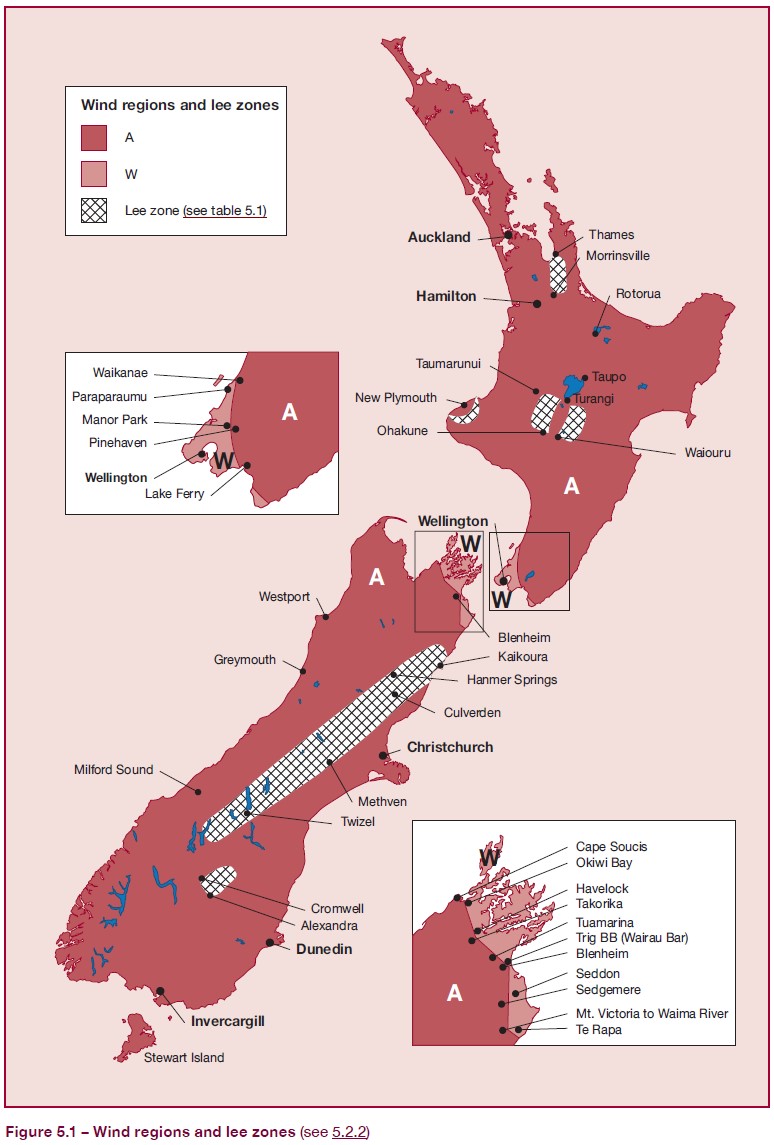 Wind regions and lee zones
A
W
Lee zone (see table 5.1)
Auckland
Thames
Morrinsville
Hamilton
Rotorua
Taumarunui
Taupo
New Plymouth
Turangi
Ohakune
Waiouru
A
Waikanae
Paraparaumu
Manor Park
Pinehaven
Wellington
Lake Ferry
A
W
Wellington
W
W
A
Westport
Blenheim
Greymouth
Kaikoura
Hanmer Springs
Culverden
Christchurch
Milford Sound
Methven
Twizel
Cromwell
Alexandra
Dunedin
Invercargill
Stewart Island
W
Cape Soucis
Okiwi Bay
Havelock
Takorika
Tuamarina
Trig BB (Wairau Bar)
Blenheim
Seddon
Sedgemere
Mt. Victoria to Waima River
Te Rapa
A
Figure 5.1 – Wind regions and lee zones (see 5.2.2)